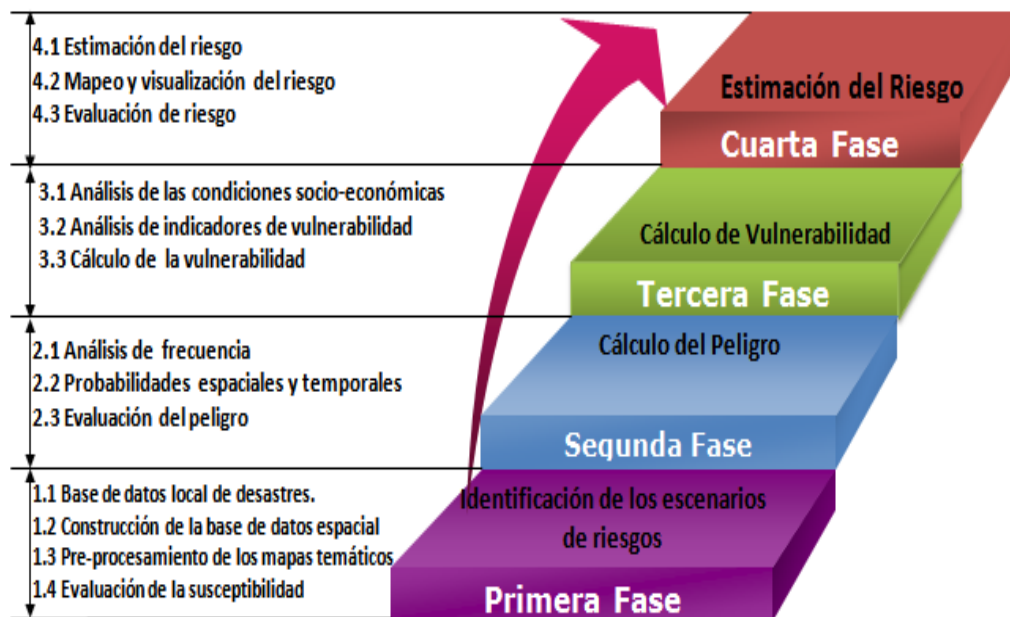 4.1 Estimación del riesgo
4.2 Mapeo y visualización del riesgo
4.3 Evaluación de riesgo
Estimación del Riesgo
Cuarta Fase
3.1 Análisis de las condiciones socio-económicas
3.2 Análisis de indicadores de vulnerabilidad
3.3 Cálculo de la vulnerabilidad
Cálculo de Vulnerabilidad
Tercera Fase
2.1 Análisis de frecuencia
2.2 Probabilidades espaciales y temporales
2.3 Evaluación del peligro
Cálculo del Peligro
Segunda Fase
1.1 Base de datos local de desastres.
1.2 Construcción de la base de datos espacial
1.3 Pre-procesamiento de los mapas temáticos
1.4 Evaluación de la susceptibilidad
Identificación de los escenarios
de riesgos
Primera Fase